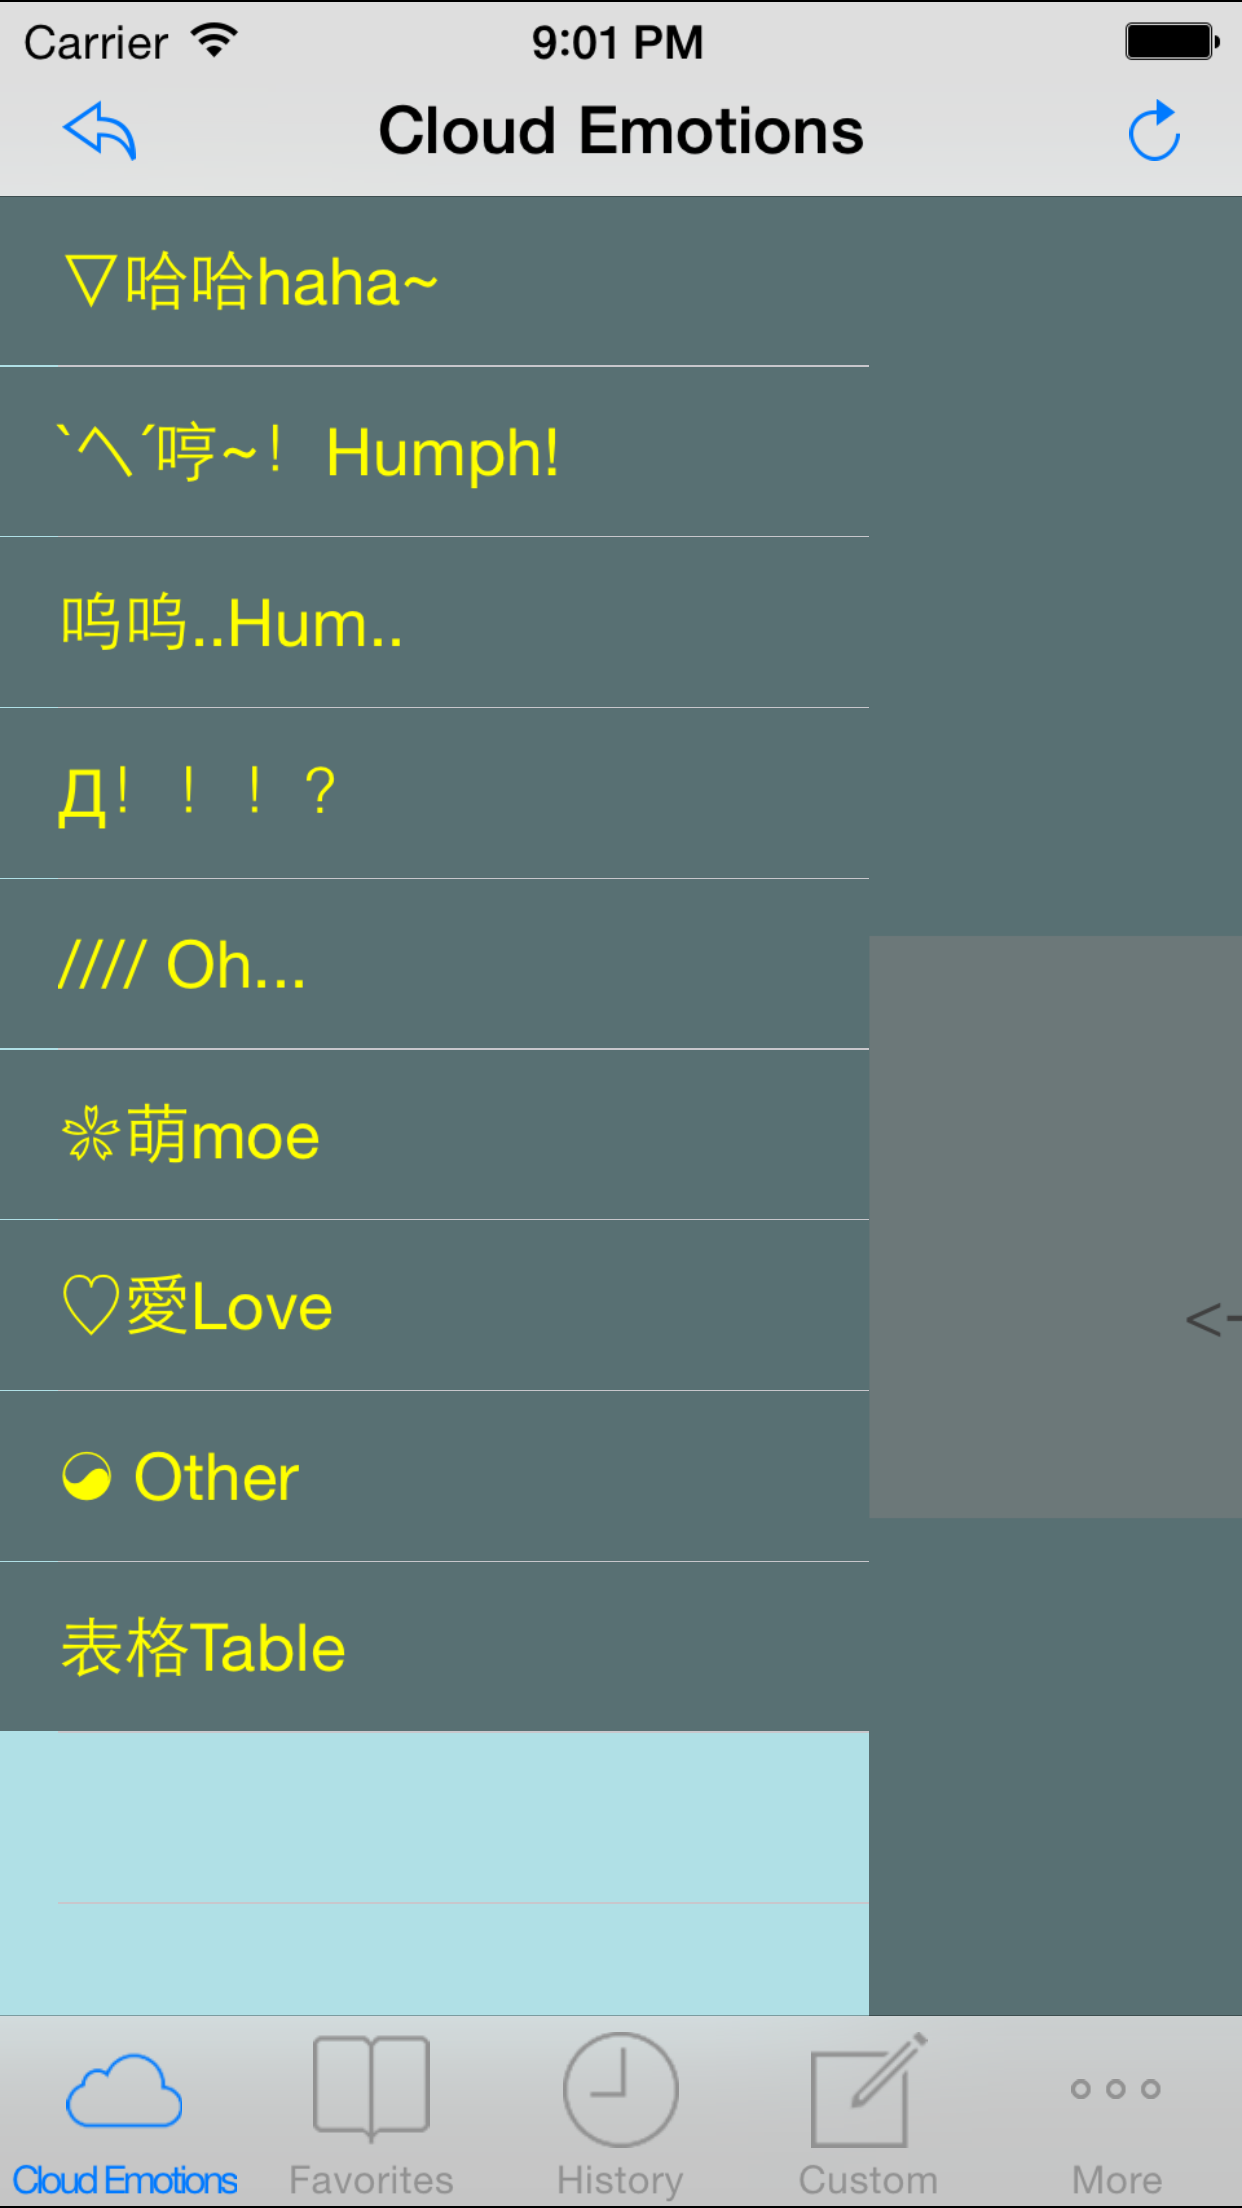 Carrier 9:01 PM
Cloud Emotions
▽哈哈haha~
`ヘ´哼~！ Humph!
呜呜..Hum..
Д！！！？
//// Oh...
萌moe
♡愛Love
Other
表格Table
<-
Cloud Emotions Favorites History Custom More